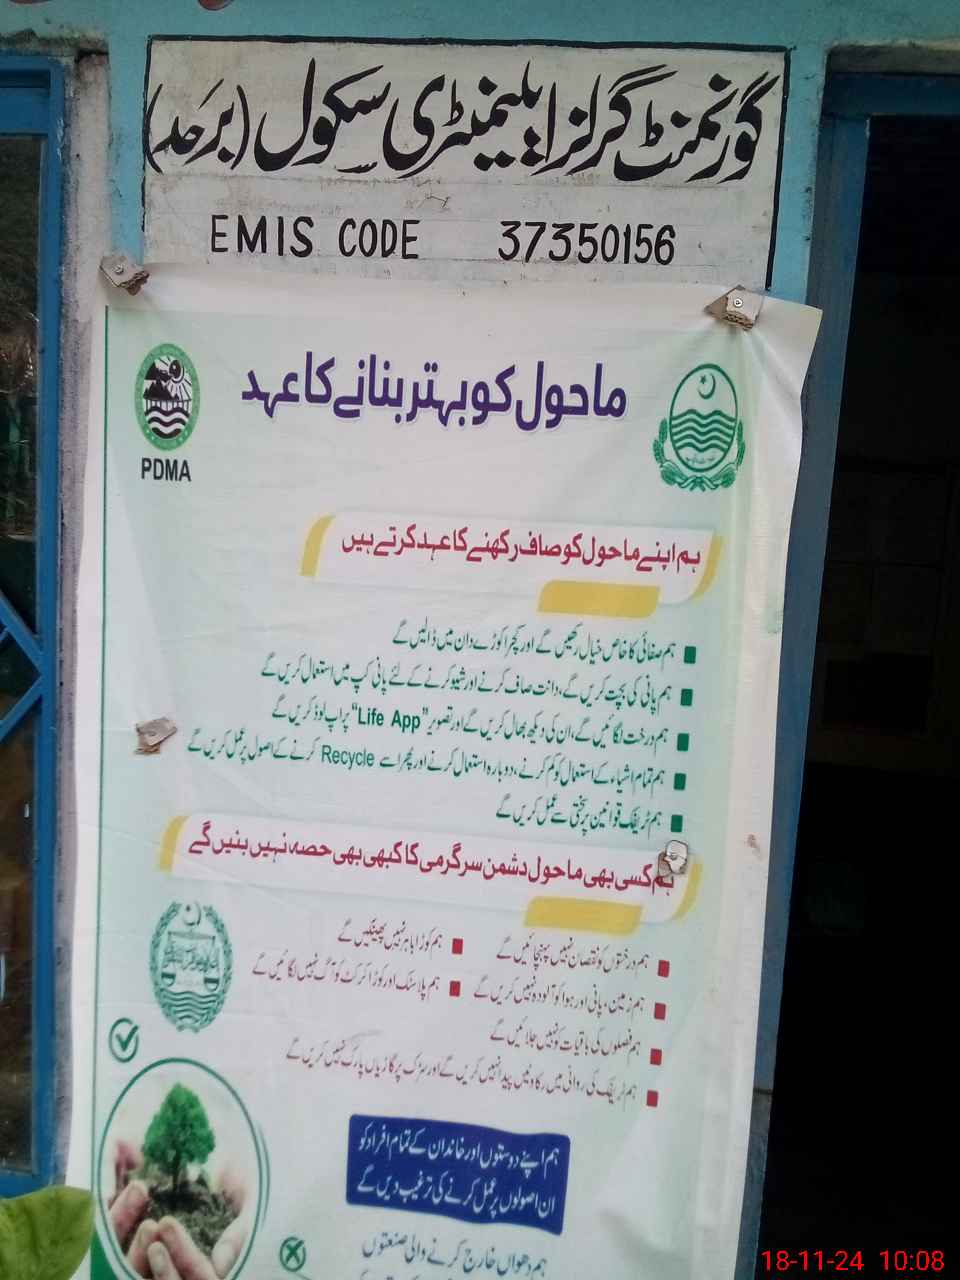 گورنمنٹ گرلز ایلیمنٹری سکول (برحد)
EMIS CODE 37350156
ماحول کو بہتر بنانے کا عہد
PDMA
ہم اپنے ماحول کو صاف رکھنے کا عہد کرتے ہیں
ہم صفائی کا خاص خیال رکھیں گے اور کچرا کوڑے دان میں ڈالیں گے
ہم پانی کی بچت کریں گے، دانت صاف کرنے اور شیو کرنے کے لئے پانی کپ میں استعمال کریں گے
ہم درخت لگائیں گے، ان کی دیکھ بھال کریں گے اور تصویر "Life App" پر اپ لوڈ کریں گے
ہم تمام اشیاء کے استعمال کو کم کرنے، دوبارہ استعمال کرنے اور پھر اسے Recycle کرنے کے اصول پر عمل کریں گے
ہم ٹریفک قوانین پر سختی سے عمل کریں گے
ہم کسی بھی ماحول دشمن سرگرمی کا کبھی بھی حصہ نہیں بنیں گے
ہم درختوں کو نقصان نہیں پہنچائیں گے
ہم کوڑا باہر نہیں پھینکیں گے
ہم زمین، پانی اور ہوا کو آلودہ نہیں کریں گے
ہم پلاسٹک اور کوڑا کرکٹ کو آگ نہیں لگائیں گے
ہم فصلوں کی باقیات کو نہیں جلائیں گے
ہم ٹریفک کی روانی میں رکاوٹیں پیدا نہیں کریں گے اور سڑک پر گاڑیاں پارک نہیں کریں گے
ہم اپنے دوستوں اور خاندان کے تمام افراد کو
ان اصولوں پر عمل کرنے کی ترغیب دیں گے
ہم دھواں خارج کرنے والی صنعتوں
18-11-24 10:08